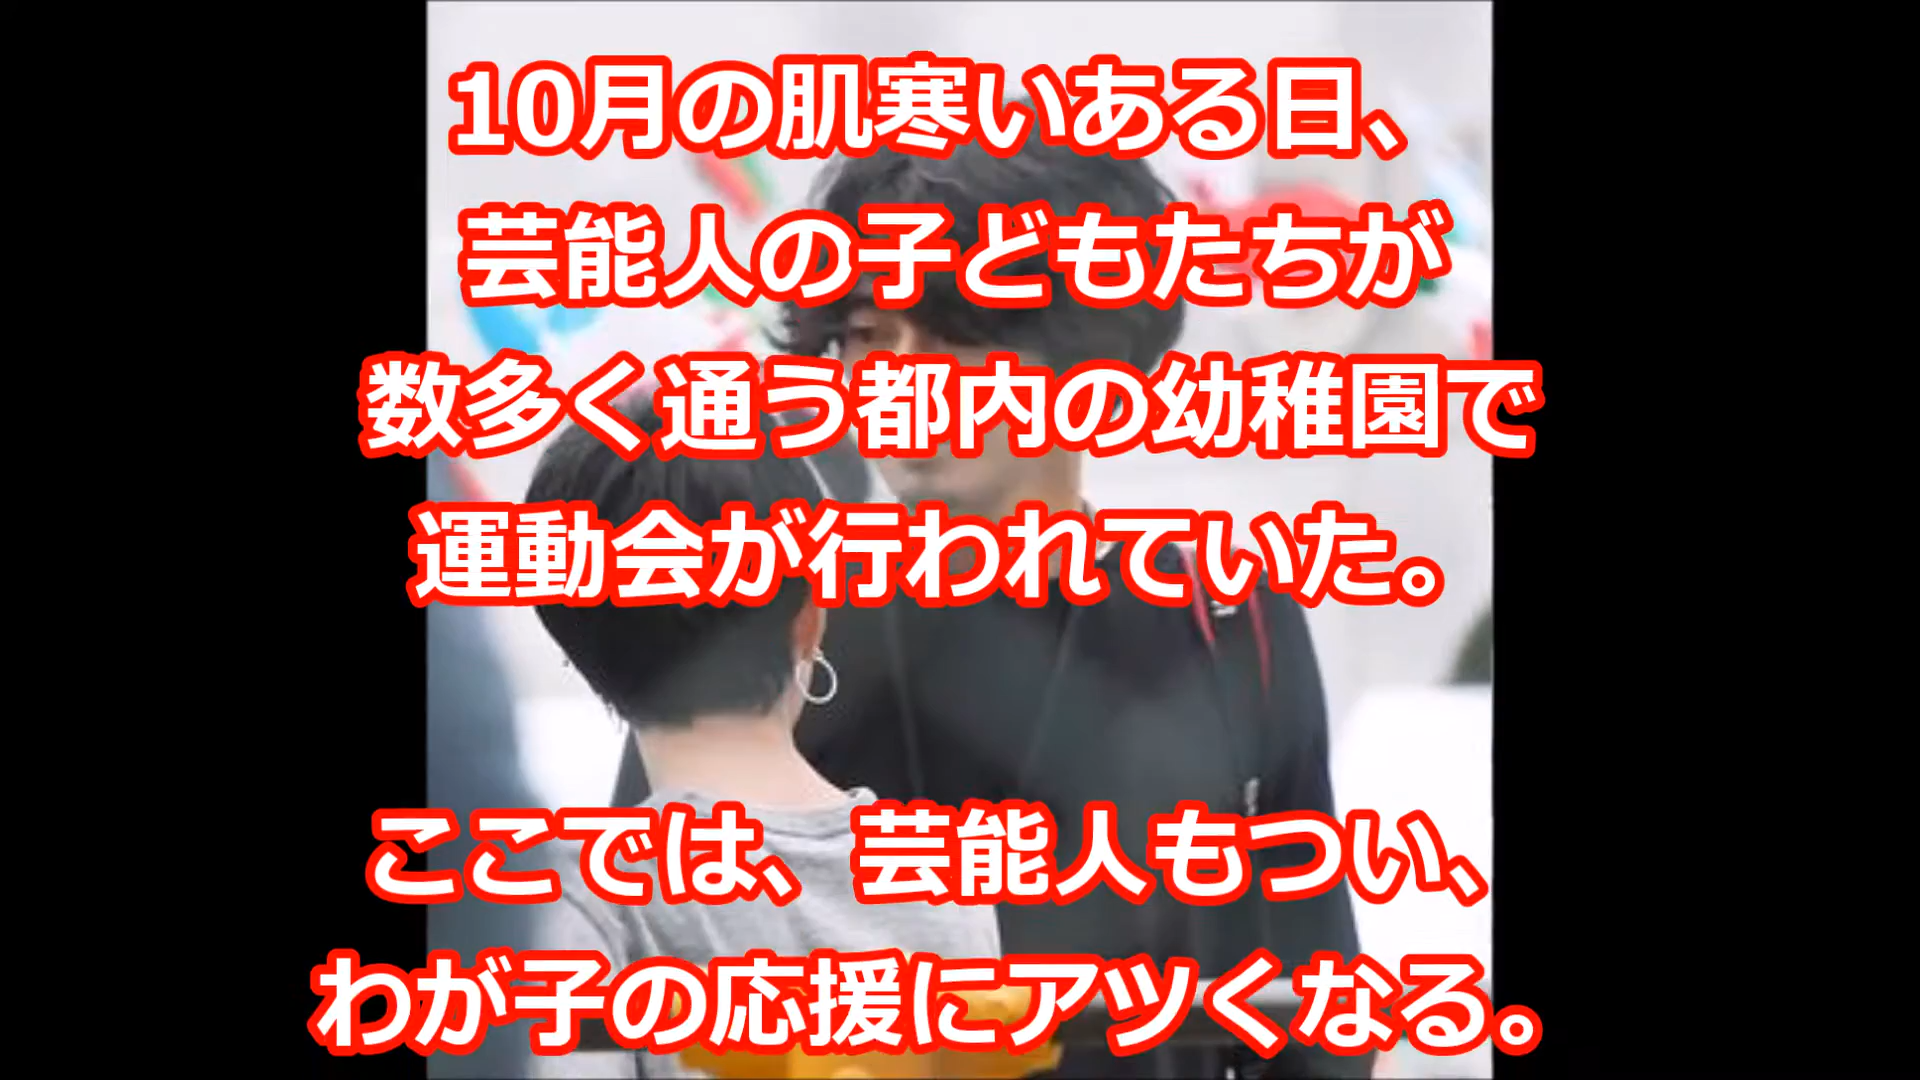 10月の肌寒いある日、
芸能人の子どもたちが
数多く通う都内の幼稚園で
運動会が行われていた。
ここでは、芸能人もつい、
わが子の応援にアツくなる。